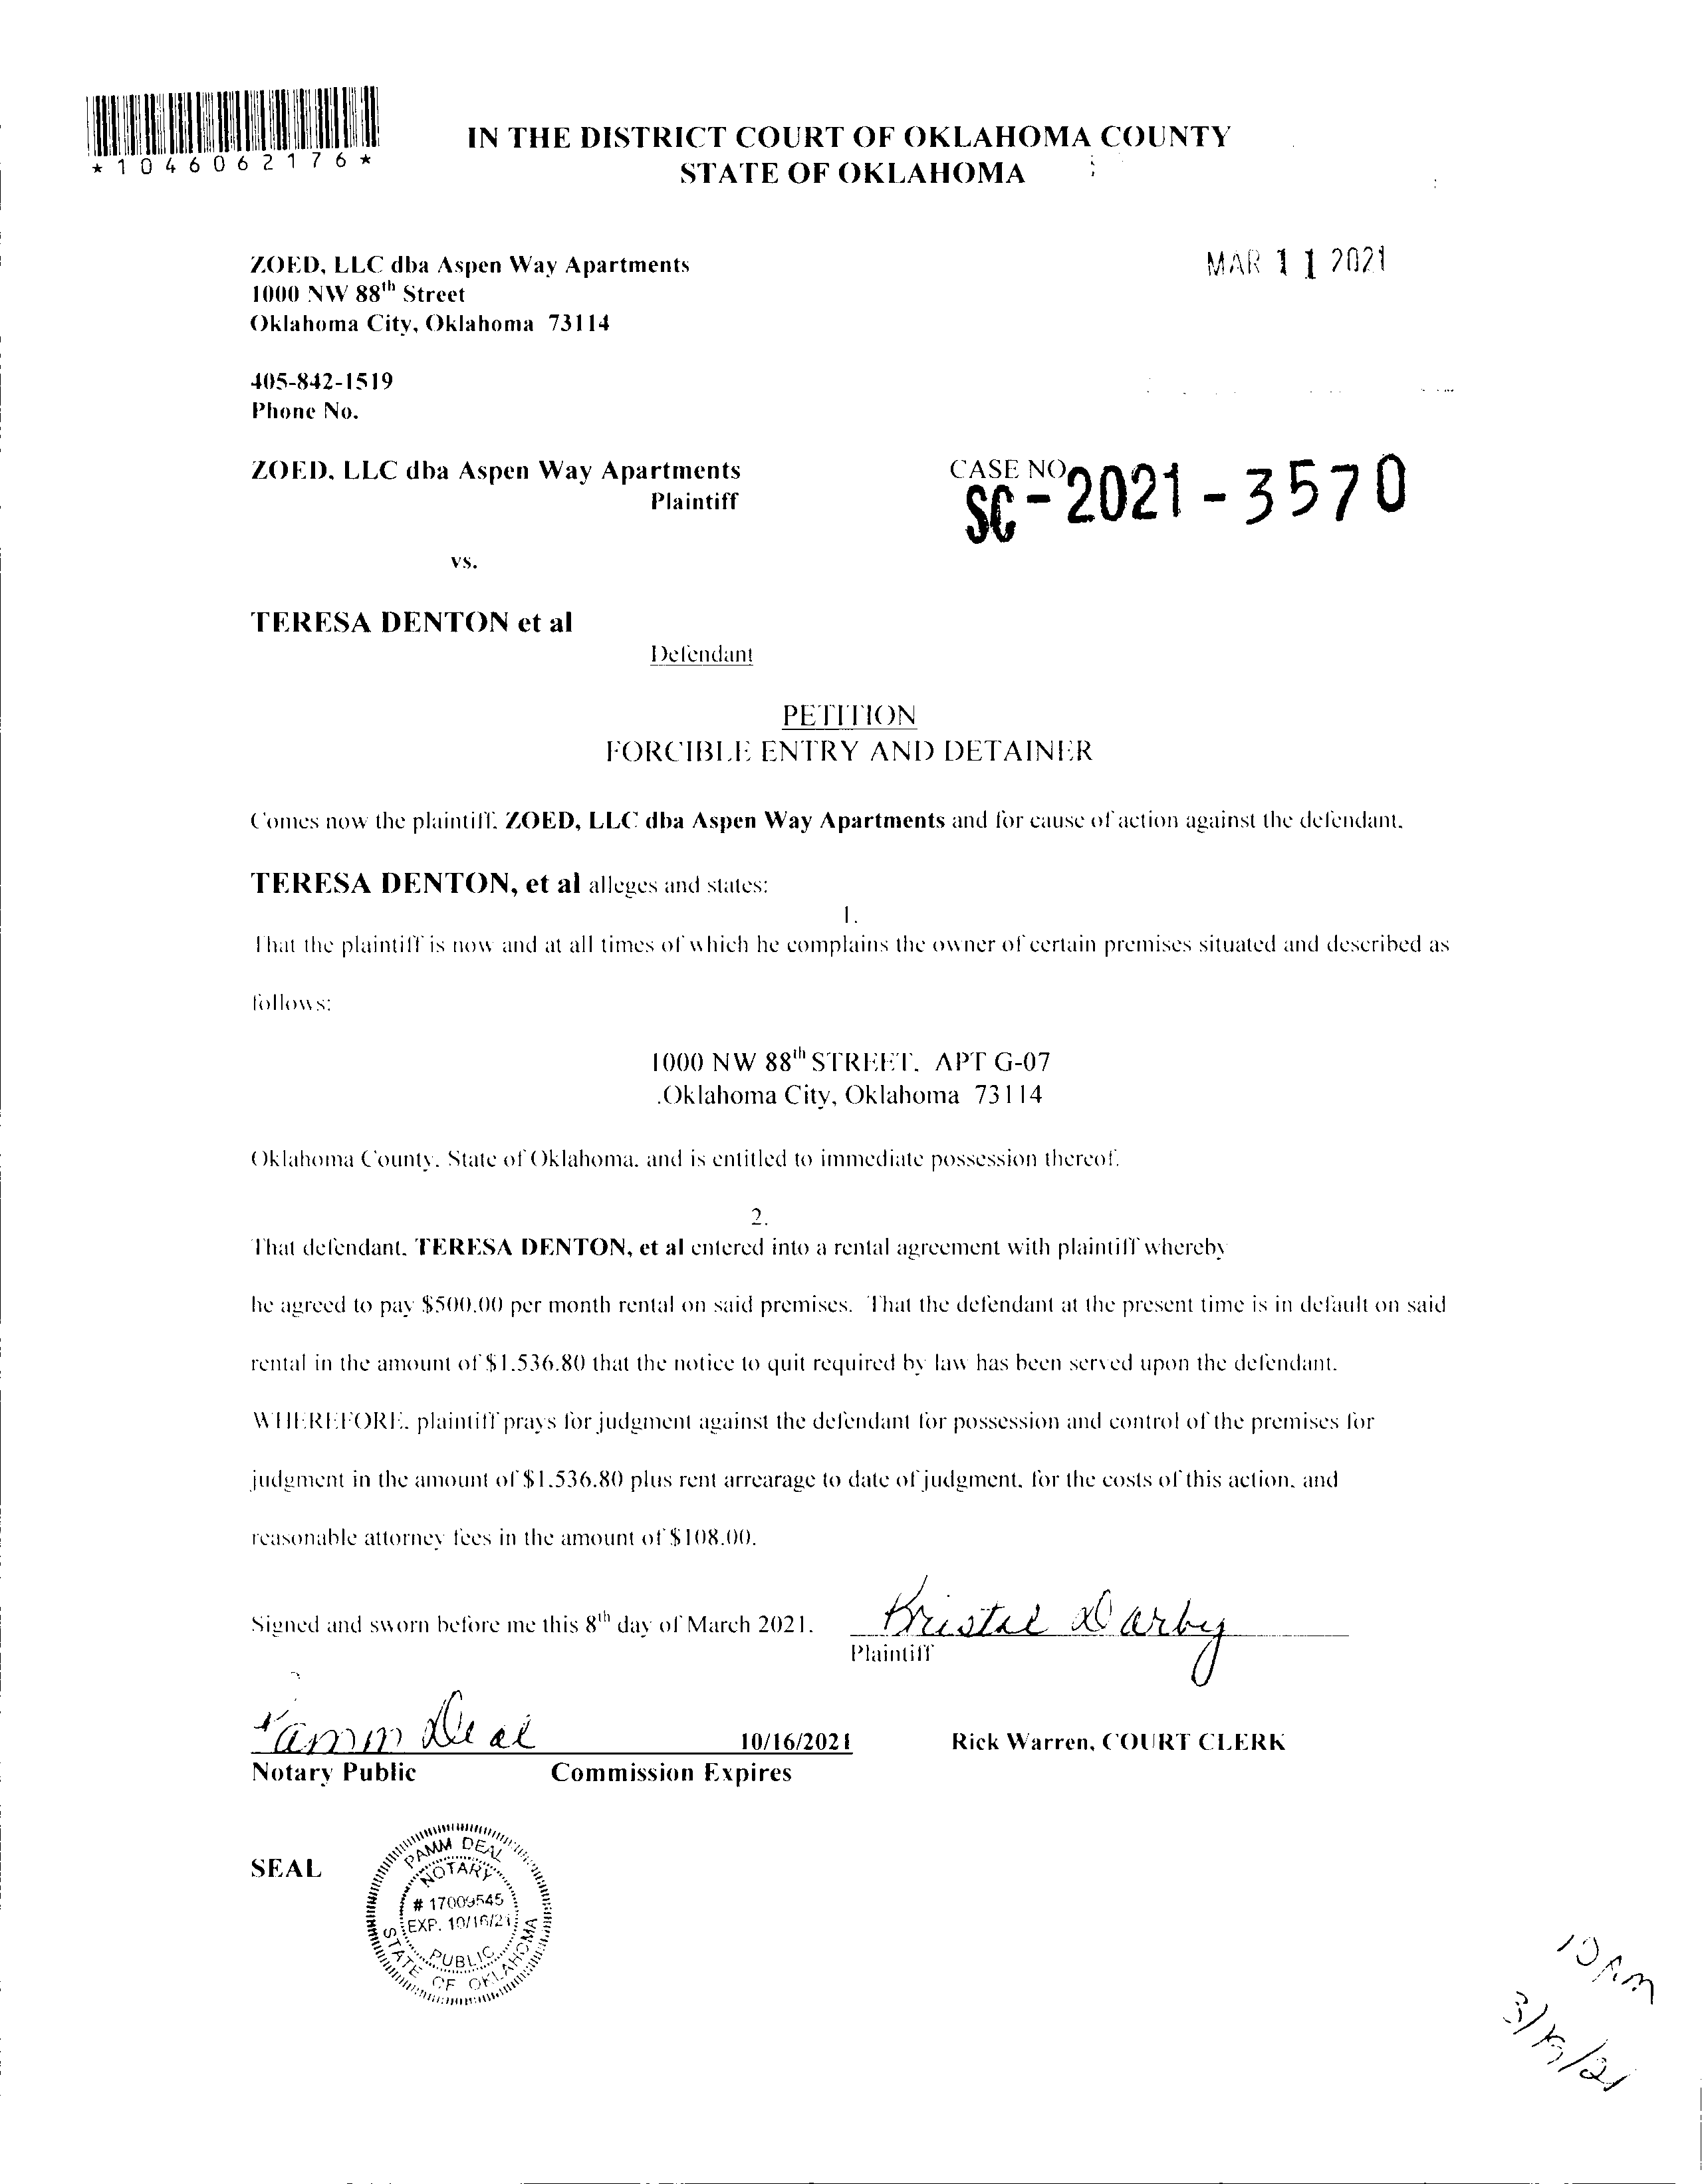 *1046062176*
IN THE DISTRICT COURT OF OKLAHOMA COUNTY
STATE OF OKLAHOMA
ZOED, LLC dba Aspen Way Apartments
1000 NW 88th Street
Oklahoma City, Oklahoma 73114
MAR 11 2021
405-842-1519
Phone No.
ZOED, LLC dba Aspen Way Apartments
Plaintiff
CASE NO
SC-2021-3570
vs.
TERESA DENTON et al
Defendant
PETITION
FORCIBLE ENTRY AND DETAINER
Comes now the plaintiff, ZOED, LLC dba Aspen Way Apartments and for cause of action against the defendant.
TERESA DENTON, et al alleges and states:
1.
That the plaintiff is now and at all times of which he complains the owner of certain premises situated and described as
follows:
1000 NW 88th STREET, APT G-07
.Oklahoma City, Oklahoma 73114
Oklahoma County, State of Oklahoma, and is entitled to immediate possession thereof.
2.
That defendant, TERESA DENTON, et al entered into a rental agreement with plaintiff whereby
he agreed to pay $500.00 per month rental on said premises. That the defendant at the present time is in default on said
rental in the amount of $1,536.80 that the notice to quit required by law has been served upon the defendant.
WHEREFORE, plaintiff prays for judgment against the defendant for possession and control of the premises for
judgment in the amount of $1,536.80 plus rent arrearage to date of judgment, for the costs of this action, and
reasonable attorney fees in the amount of $108.00.
Signed and sworn before me this 8th day of March 2021.
Kristal Darby
Plaintiff
Pamm Deal
10/16/2021
Rick Warren, COURT CLERK
Notary Public
Commission Expires
SEAL
PAMM DEAL
NOTARY
# 17009545
EXP. 10/16/21
PUBLIC
STATE OF OKLAHOMA
10 AM